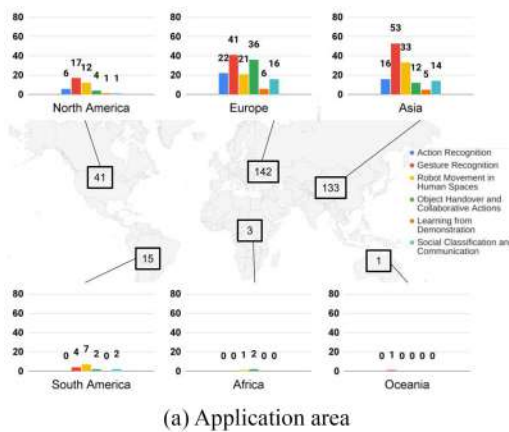 80
60
40
20
0
6 17 12 4 1 1
North America
80
60
40
20
0
22 41 21 36 6 16
Europe
80
60
40
20
0
16 53 33 12 5 14
Asia
41
142
133
3
15
1
Action Recognition
Gesture Recognition
Robot Movement in
Human Spaces
Object Handover and
Collaborative Actions
Learning from
Demonstration
Social Classification and
Communication
80
60
40
20
0
0 4 7 2 0 2
South America
80
60
40
20
0
0 0 1 2 0 0
Africa
80
60
40
20
0
0 1 0 0 0 0
Oceania
(a) Application area